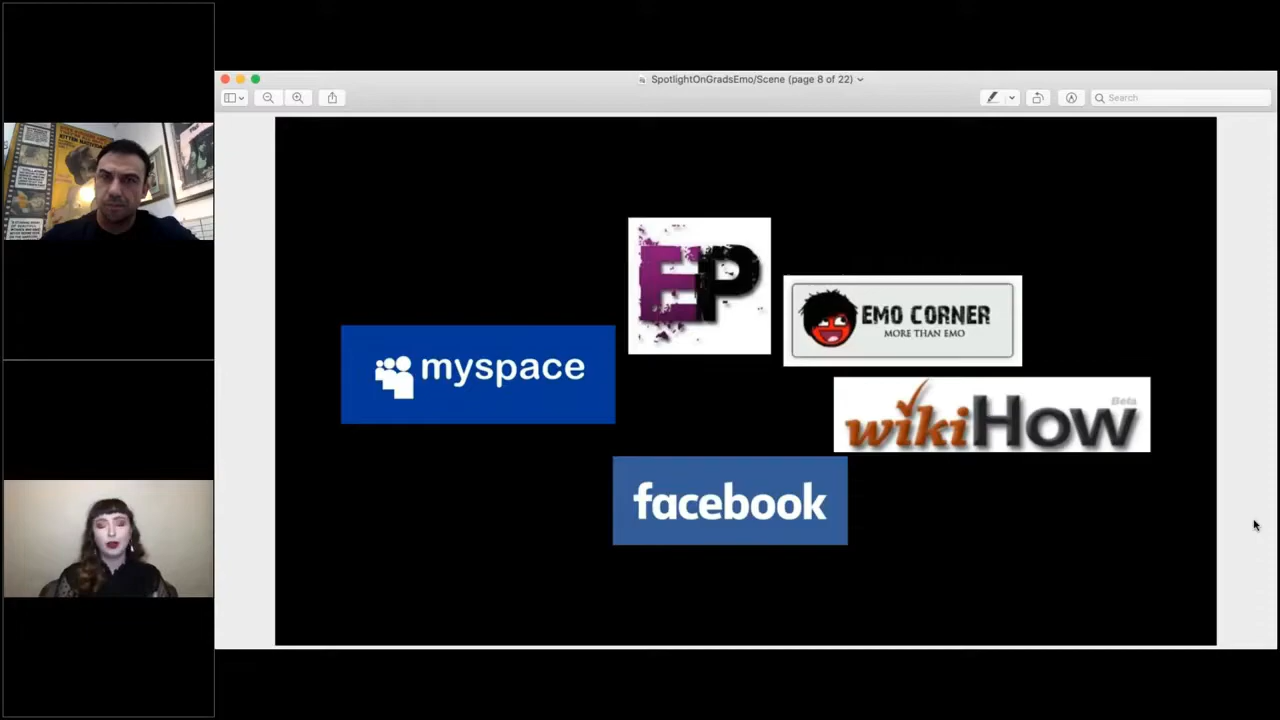 SpotlightOnGradsEmo/Scene (page 8 of 22)
Search
EP
EMO CORNER
MORE THAN EMO
myspace
wikiHow
Beta
facebook